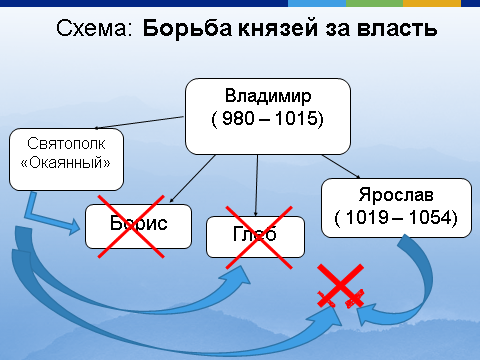 Схема: Борьба князей за власть
Владимир
( 980 – 1015)
Святополк
«Окаянный»
Борис
Глеб
Ярослав
( 1019 – 1054)